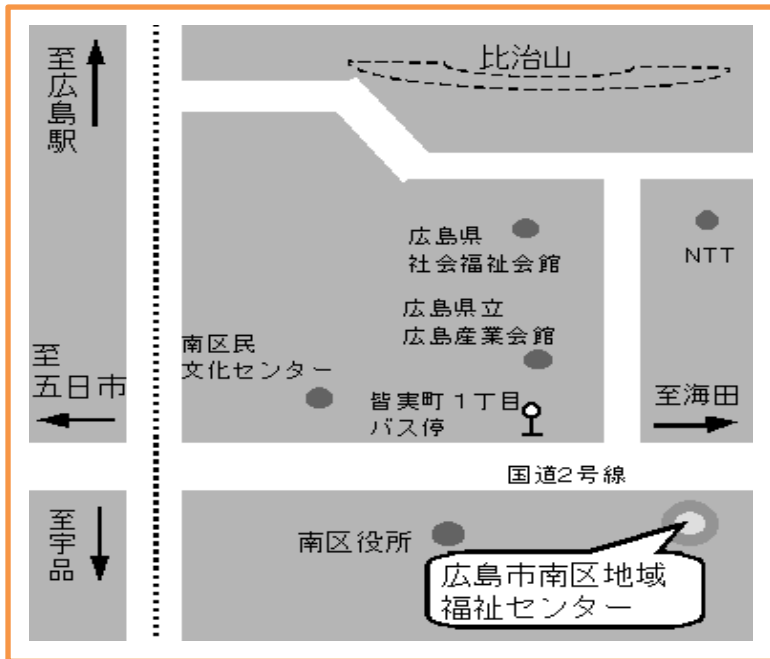 至広島駅
比治山
広島県
社会福祉会館
NTT
広島県立
広島産業会館
南区民
文化センター
至
五日市
皆実町1丁目
バス停
至海田
国道2号線
至宇品
南区役所
広島市南区地域
福祉センター